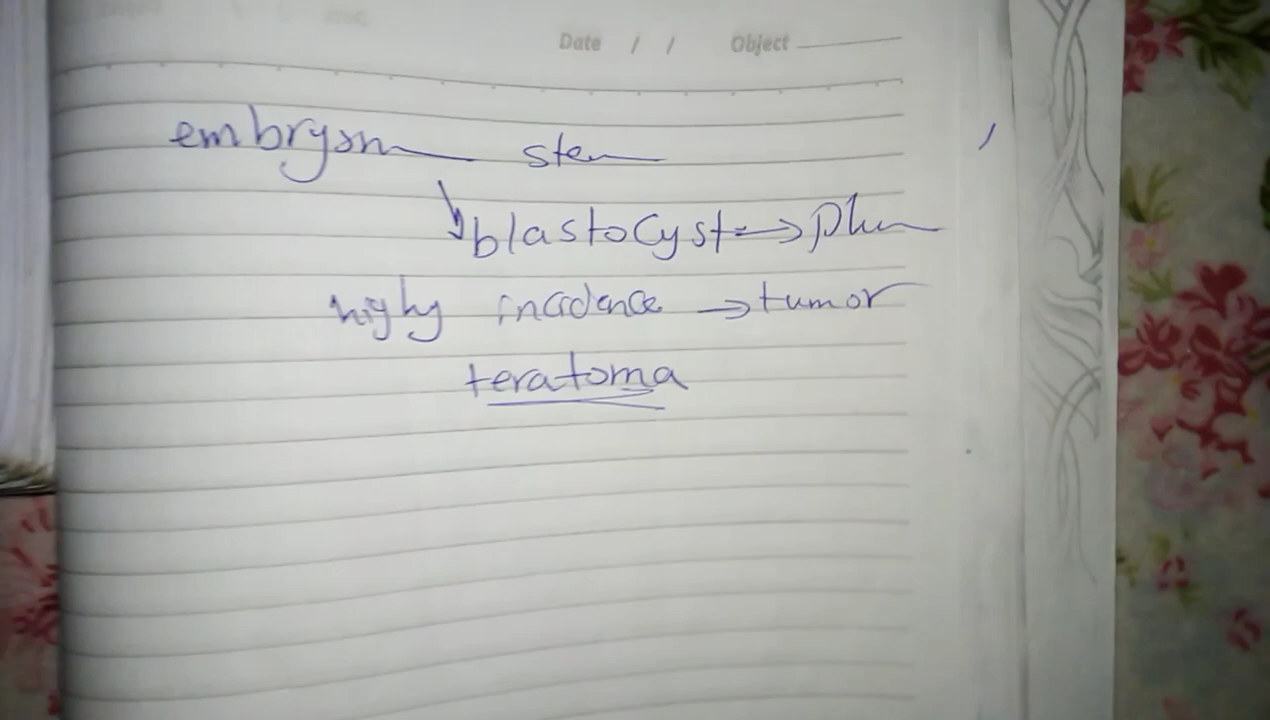 Date / / Object
embryon stem
blastocyst → plu
highy incidence → tumor
teratoma